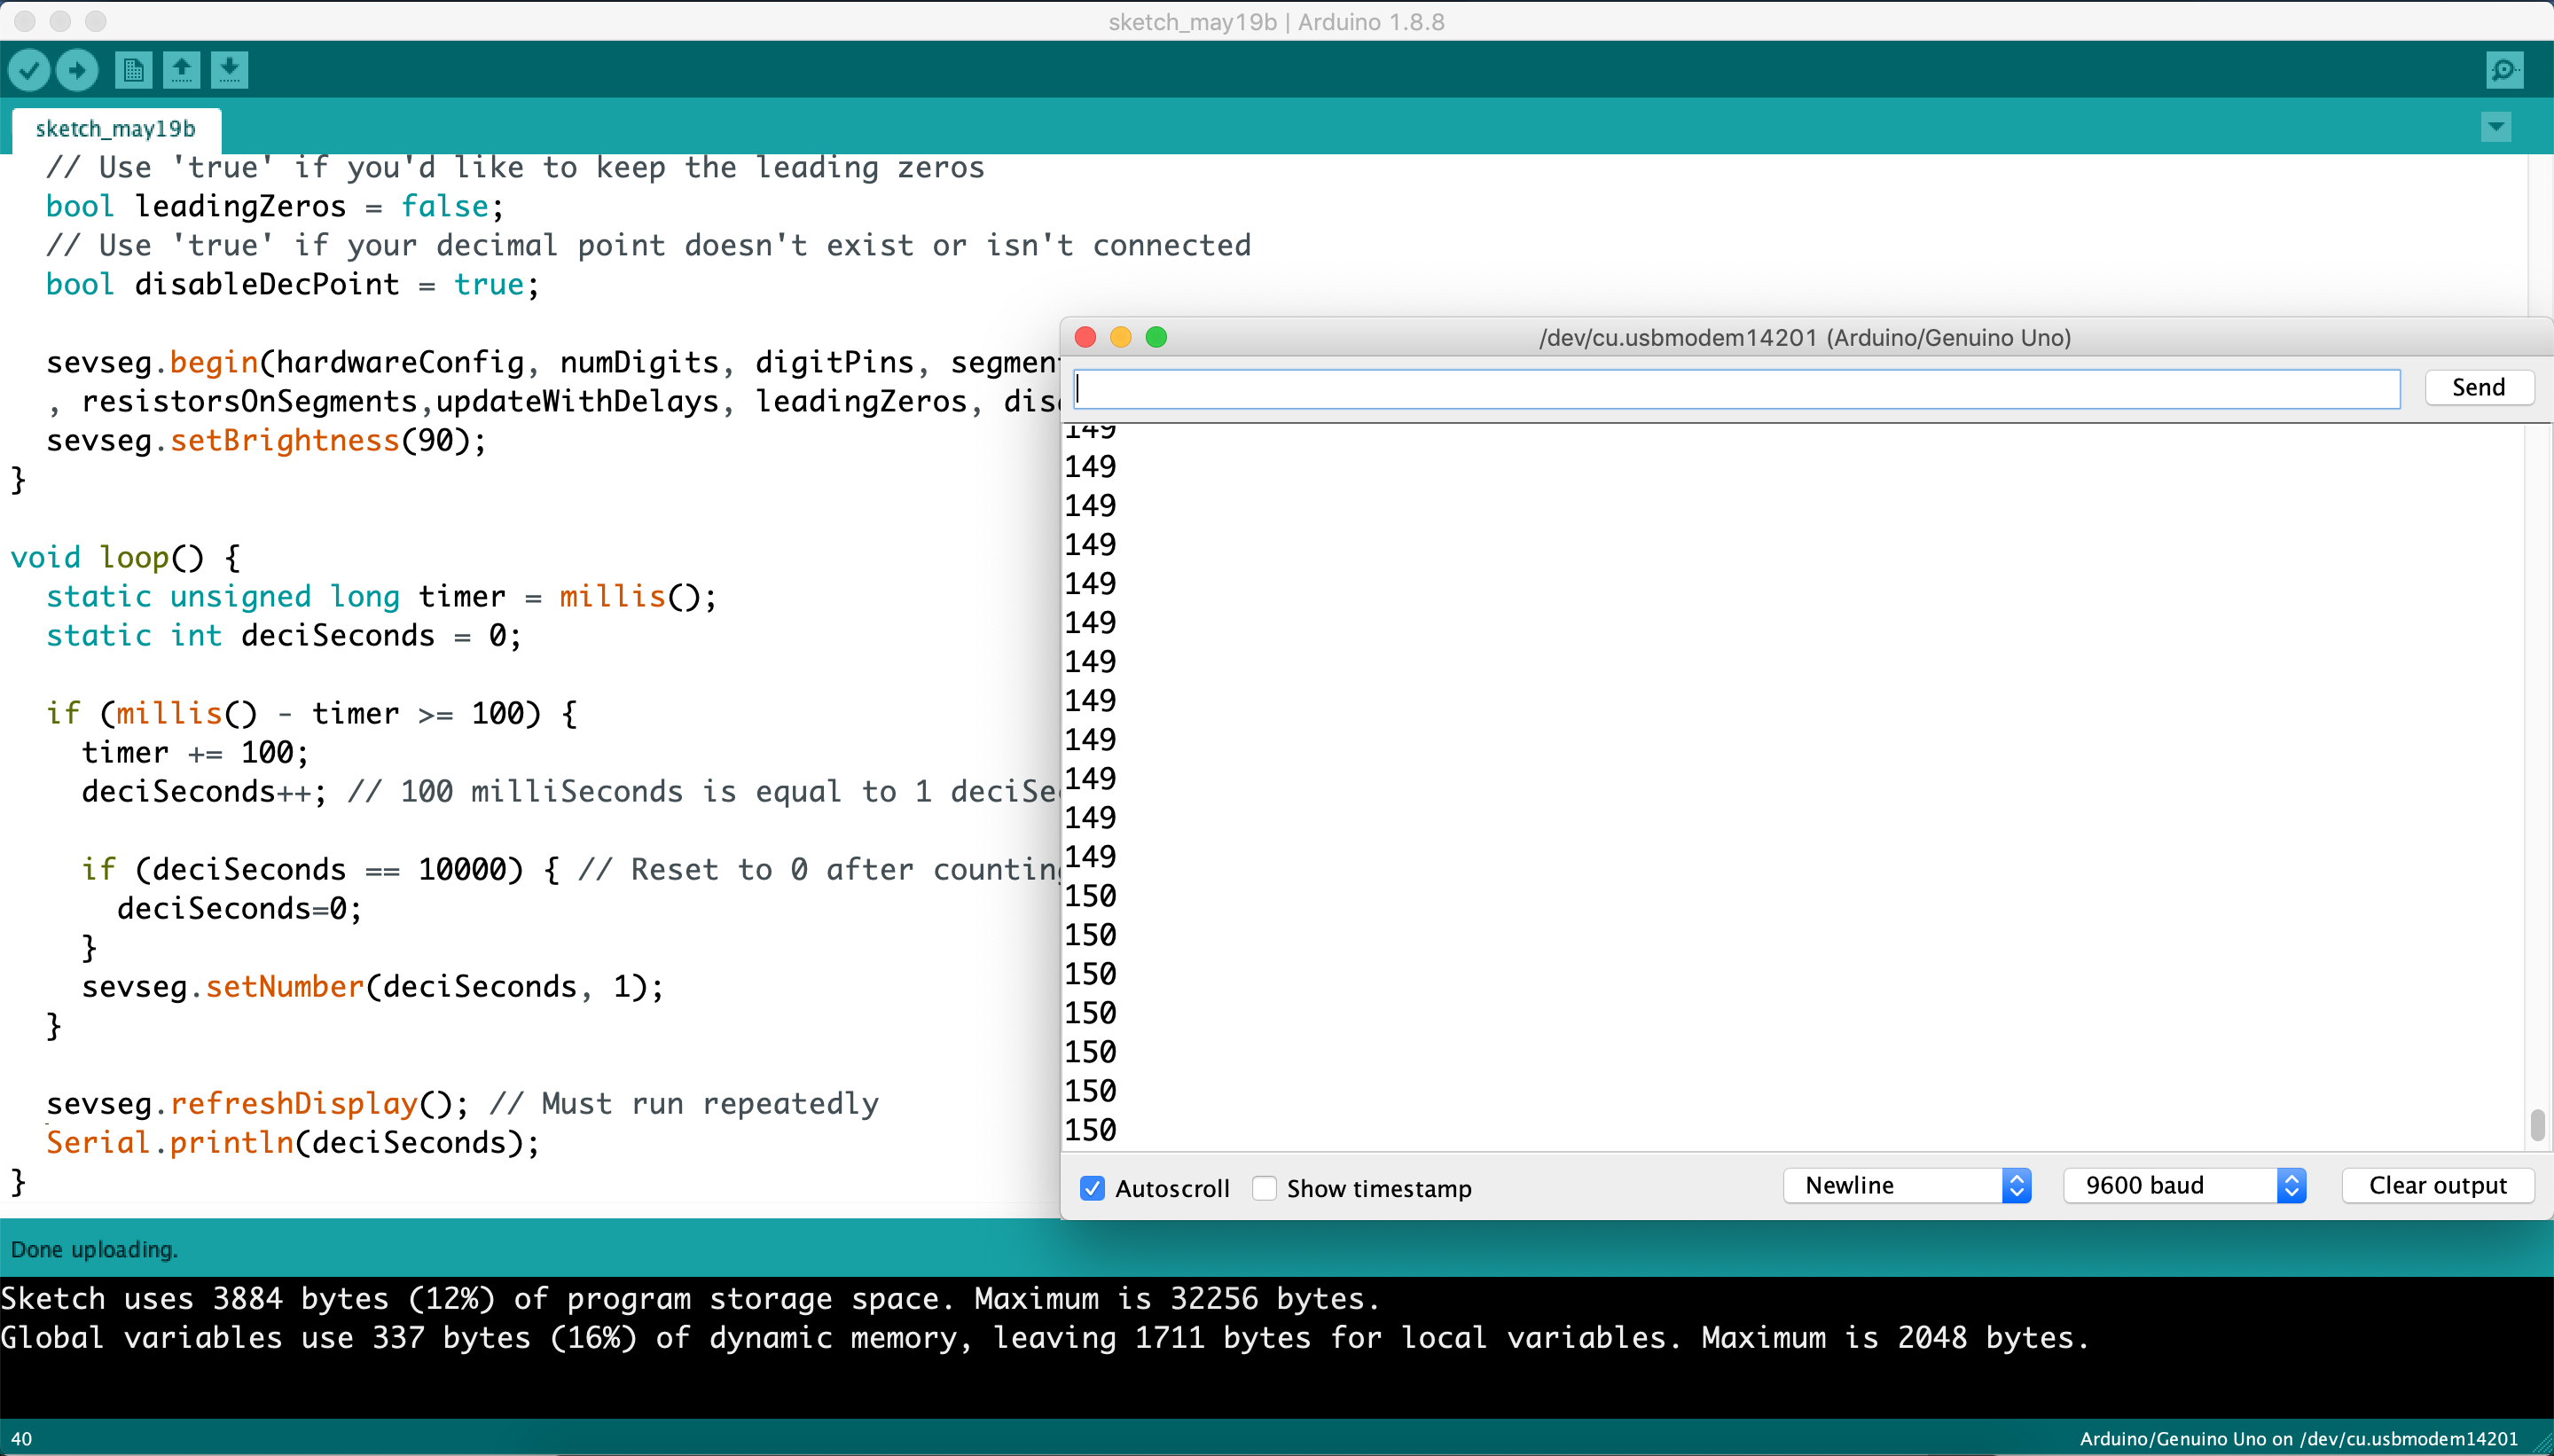 sketch_may19b | Arduino 1.8.8
sketch_may19b
// Use 'true' if you'd like to keep the leading zeros
bool leadingZeros = false;
// Use 'true' if your decimal point doesn't exist or isn't connected
bool disableDecPoint = true;
sevseg.begin(hardwareConfig, numDigits, digitPins, segmen
, resistorsOnSegments,updateWithDelays, leadingZeros, dis
sevseg.setBrightness(90);
}
void loop() {
static unsigned long timer = millis();
static int deciSeconds = 0;
if (millis() - timer >= 100) {
timer += 100;
deciSeconds++; // 100 milliSeconds is equal to 1 deciSe
if (deciSeconds == 10000) { // Reset to 0 after countin
deciSeconds=0;
}
sevseg.setNumber(deciSeconds, 1);
}
sevseg.refreshDisplay(); // Must run repeatedly
Serial.println(deciSeconds);
}
/dev/cu.usbmodem14201 (Arduino/Genuino Uno)
Send
149
149
149
149
149
149
149
149
149
149
149
149
150
150
150
150
150
150
150
Autoscroll Show timestamp Newline 9600 baud Clear output
Done uploading.
Sketch uses 3884 bytes (12%) of program storage space. Maximum is 32256 bytes.
Global variables use 337 bytes (16%) of dynamic memory, leaving 1711 bytes for local variables. Maximum is 2048 bytes.
40 Arduino/Genuino Uno on /dev/cu.usbmodem14201